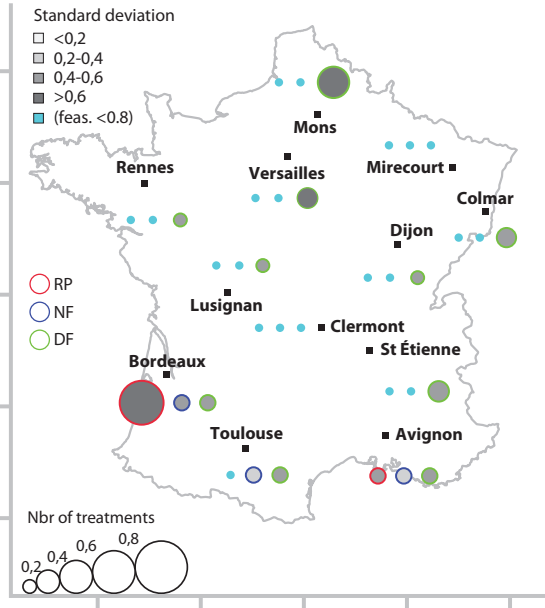 Standard deviation
<0,2
0,2-0,4
0,4-0,6
>0,6
(feas. <0.8)
Mons
Rennes
Versailles
Mirecourt
Colmar
Dijon
RP
NF
DF
Lusignan
Clermont
St Étienne
Bordeaux
Toulouse
Avignon
Nbr of treatments
0,2 0,4 0,6 0,8